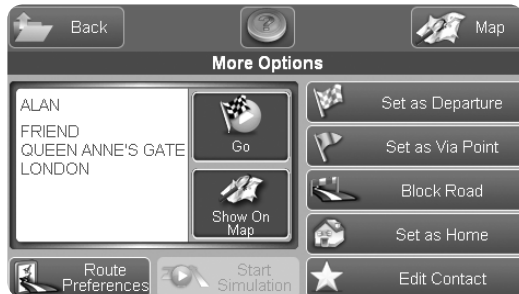 Back
?
Map
More Options
ALAN
FRIEND
QUEEN ANNE'S GATE
LONDON
Go
Show On
Map
Set as Departure
Set as Via Point
Block Road
Set as Home
Edit Contact
Route
Preferences
Start
Simulation